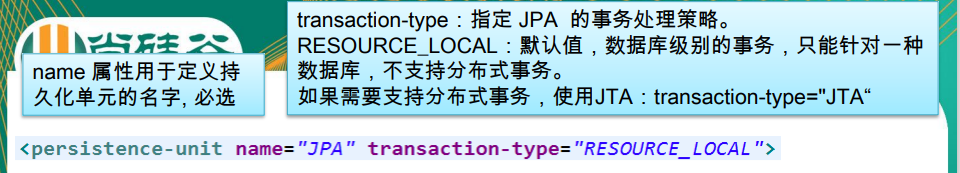 尚硅谷
name 属性用于定义持
久化单元的名字, 必选
transaction-type：指定 JPA 的事务处理策略。
RESOURCE_LOCAL：默认值，数据库级别的事务，只能针对一种
数据库，不支持分布式事务。
如果需要支持分布式事务，使用JTA：transaction-type="JTA“
<persistence-unit name="JPA" transaction-type="RESOURCE_LOCAL">